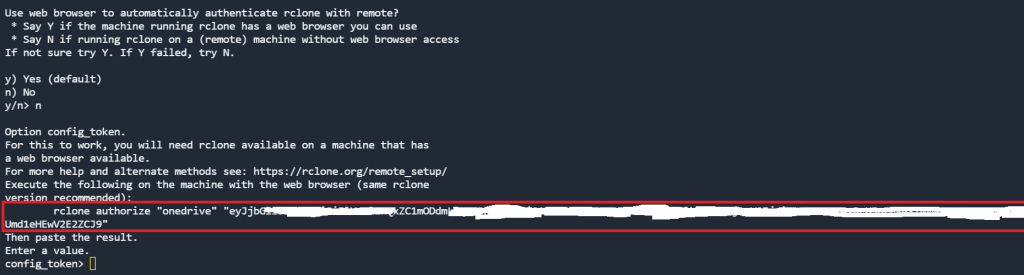 Use web browser to automatically authenticate rclone with remote?
* Say Y if the machine running rclone has a web browser you can use
* Say N if running rclone on a (remote) machine without web browser access
If not sure try Y. If Y failed, try N.

y) Yes (default)
n) No
y/n> n

Option config_token.
For this to work, you will need rclone available on a machine that has
a web browser available.
For more help and alternate methods see: https://rclone.org/remote_setup/
Execute the following on the machine with the web browser (same rclone
version recommended):
rclone authorize "onedrive"
Then paste the result.
Enter a value.
config_token>